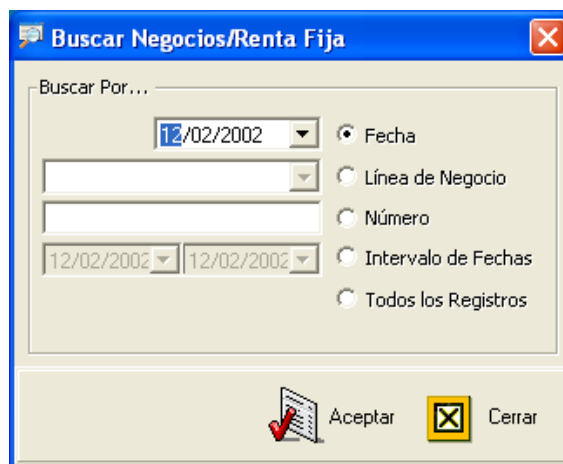 Buscar Negocios/Renta Fija
Buscar Por...
12/02/2002 Fecha
Línea de Negocio
Número
12/02/2002 12/02/2002 Intervalo de Fechas
Todos los Registros
Aceptar Cerrar